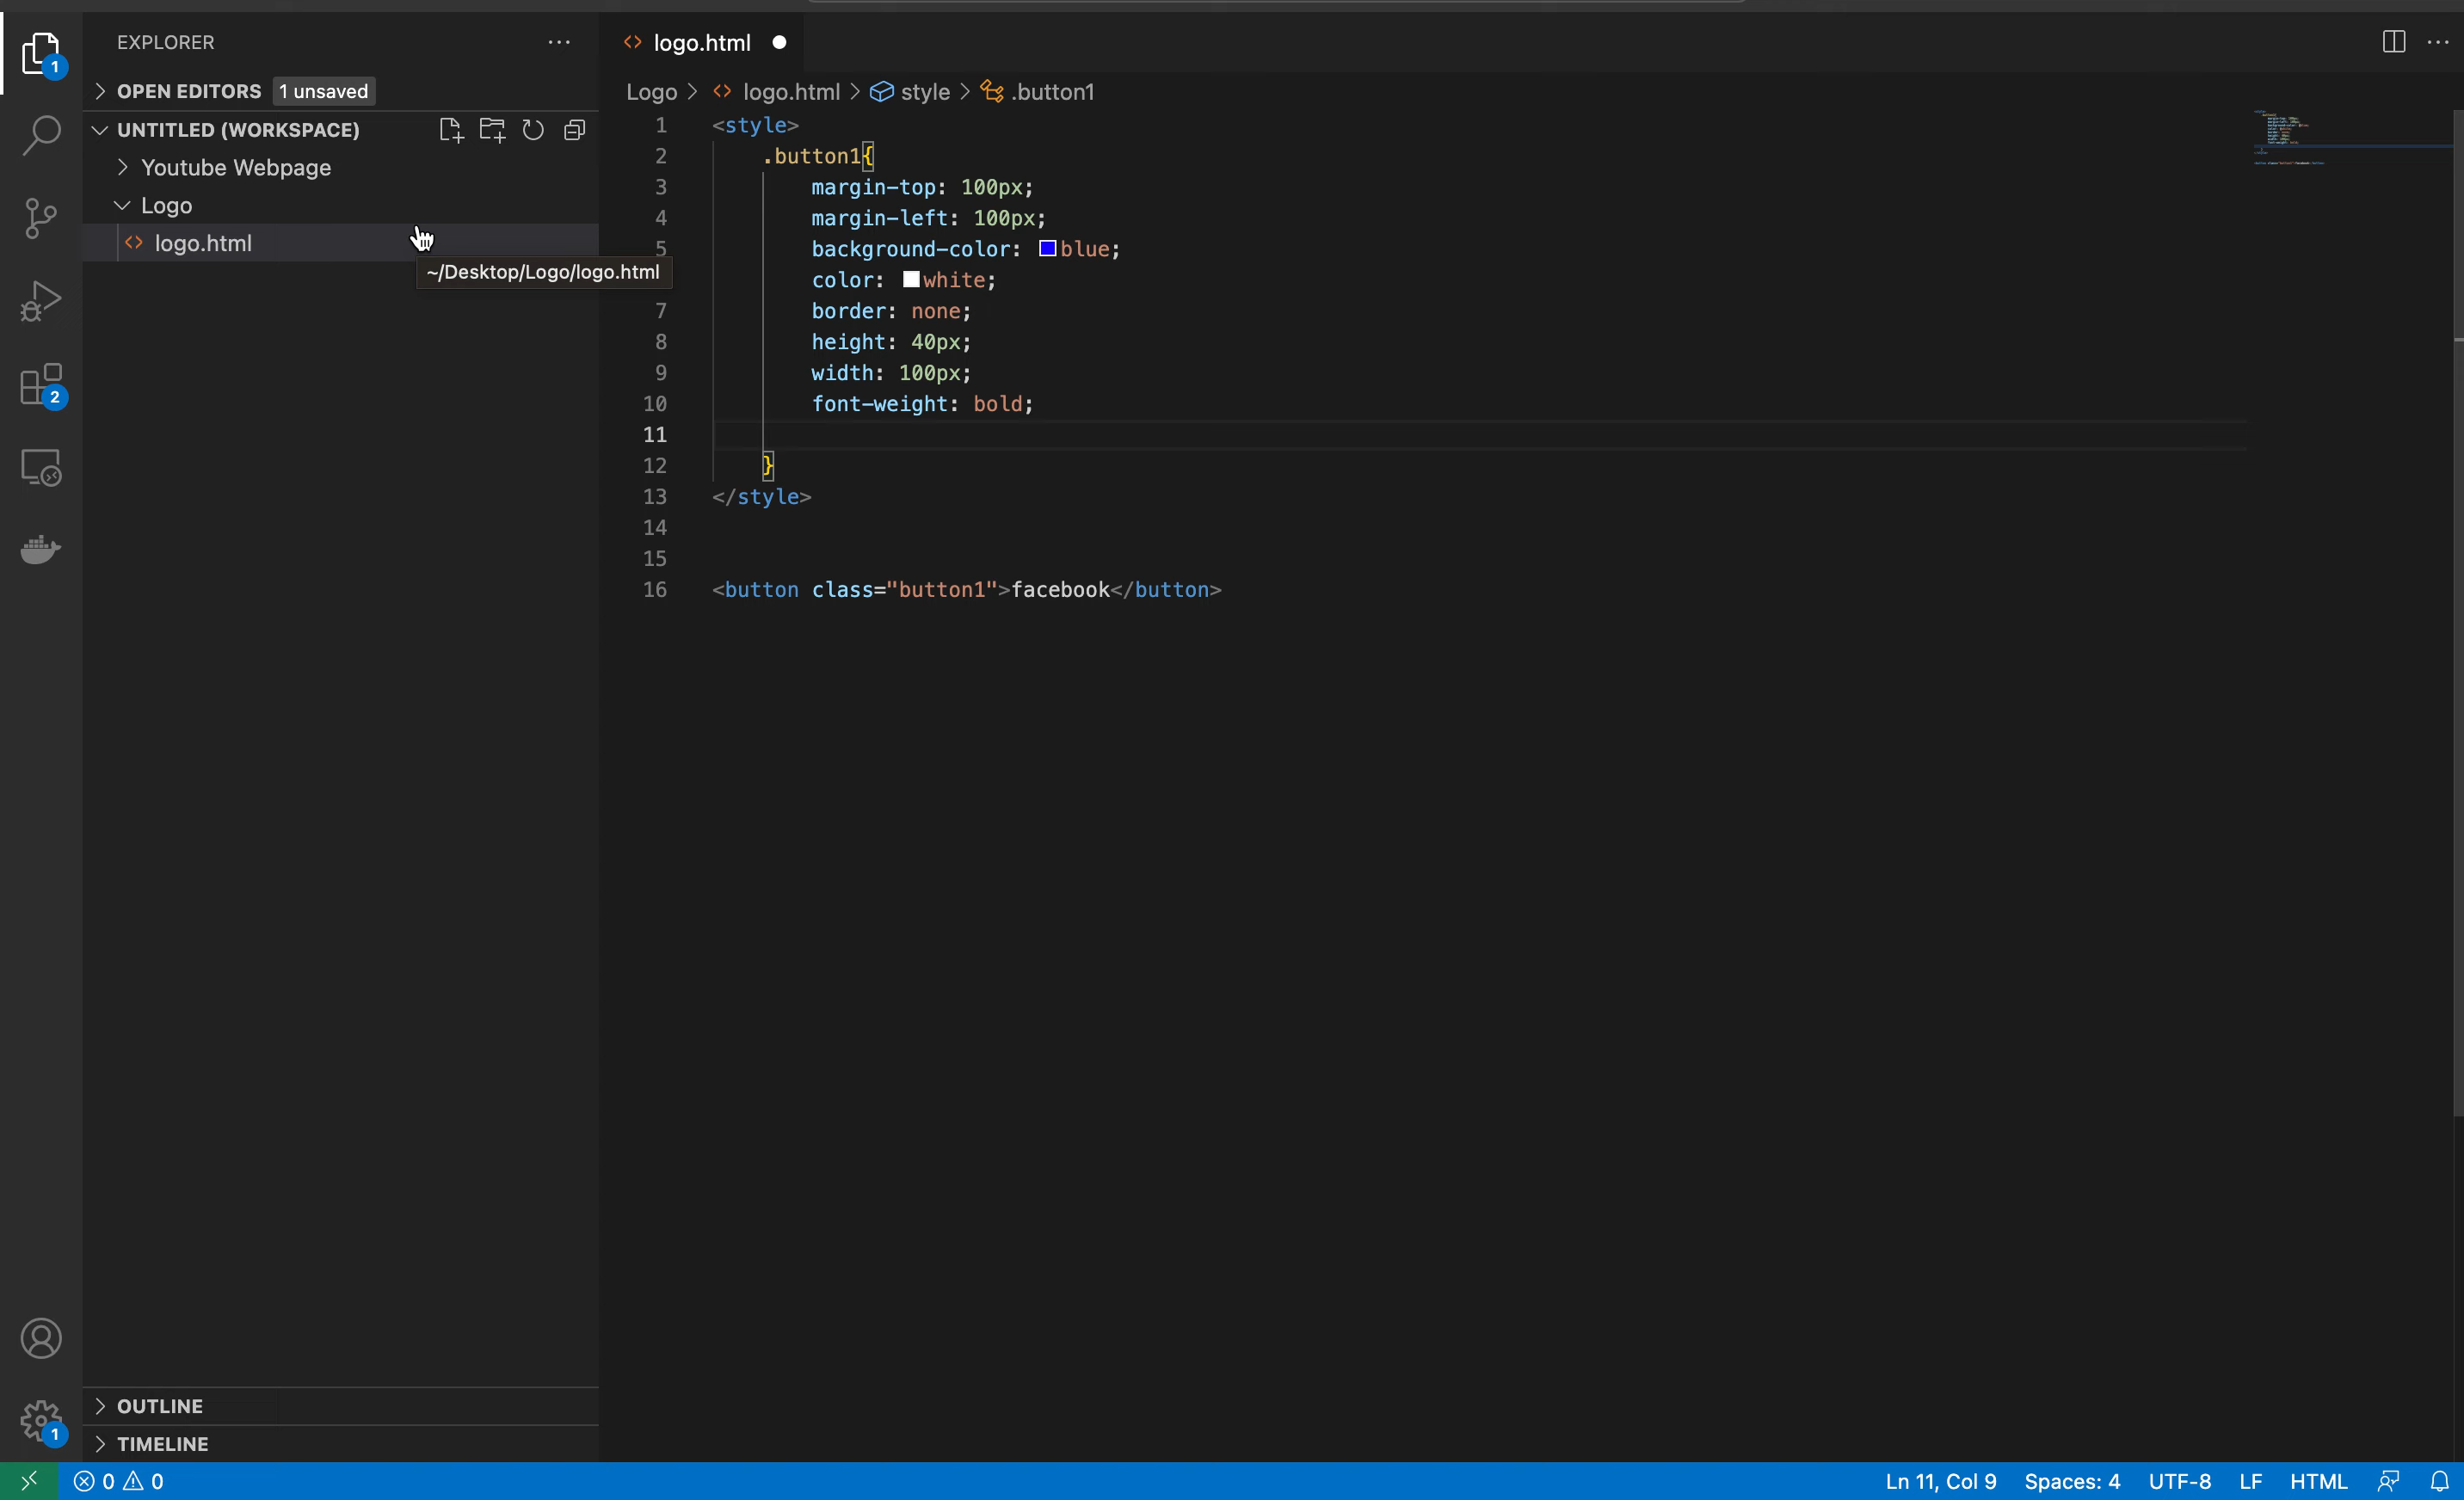 EXPLORER
OPEN EDITORS 1 unsaved
UNTITLED (WORKSPACE)
Youtube Webpage
Logo
<> logo.html
~/Desktop/Logo/logo.html
OUTLINE
TIMELINE
<> logo.html
Logo > <> logo.html > style > .button1
1 <style>
2 .button1{
3 margin-top: 100px;
4 margin-left: 100px;
5 background-color: blue;
color: white;
7 border: none;
8 height: 40px;
9 width: 100px;
10 font-weight: bold;
11
12 }
13 </style>
14
15
16 <button class="button1">facebook</button>
1
2
1
0 0
Ln 11, Col 9 Spaces: 4 UTF-8 LF HTML